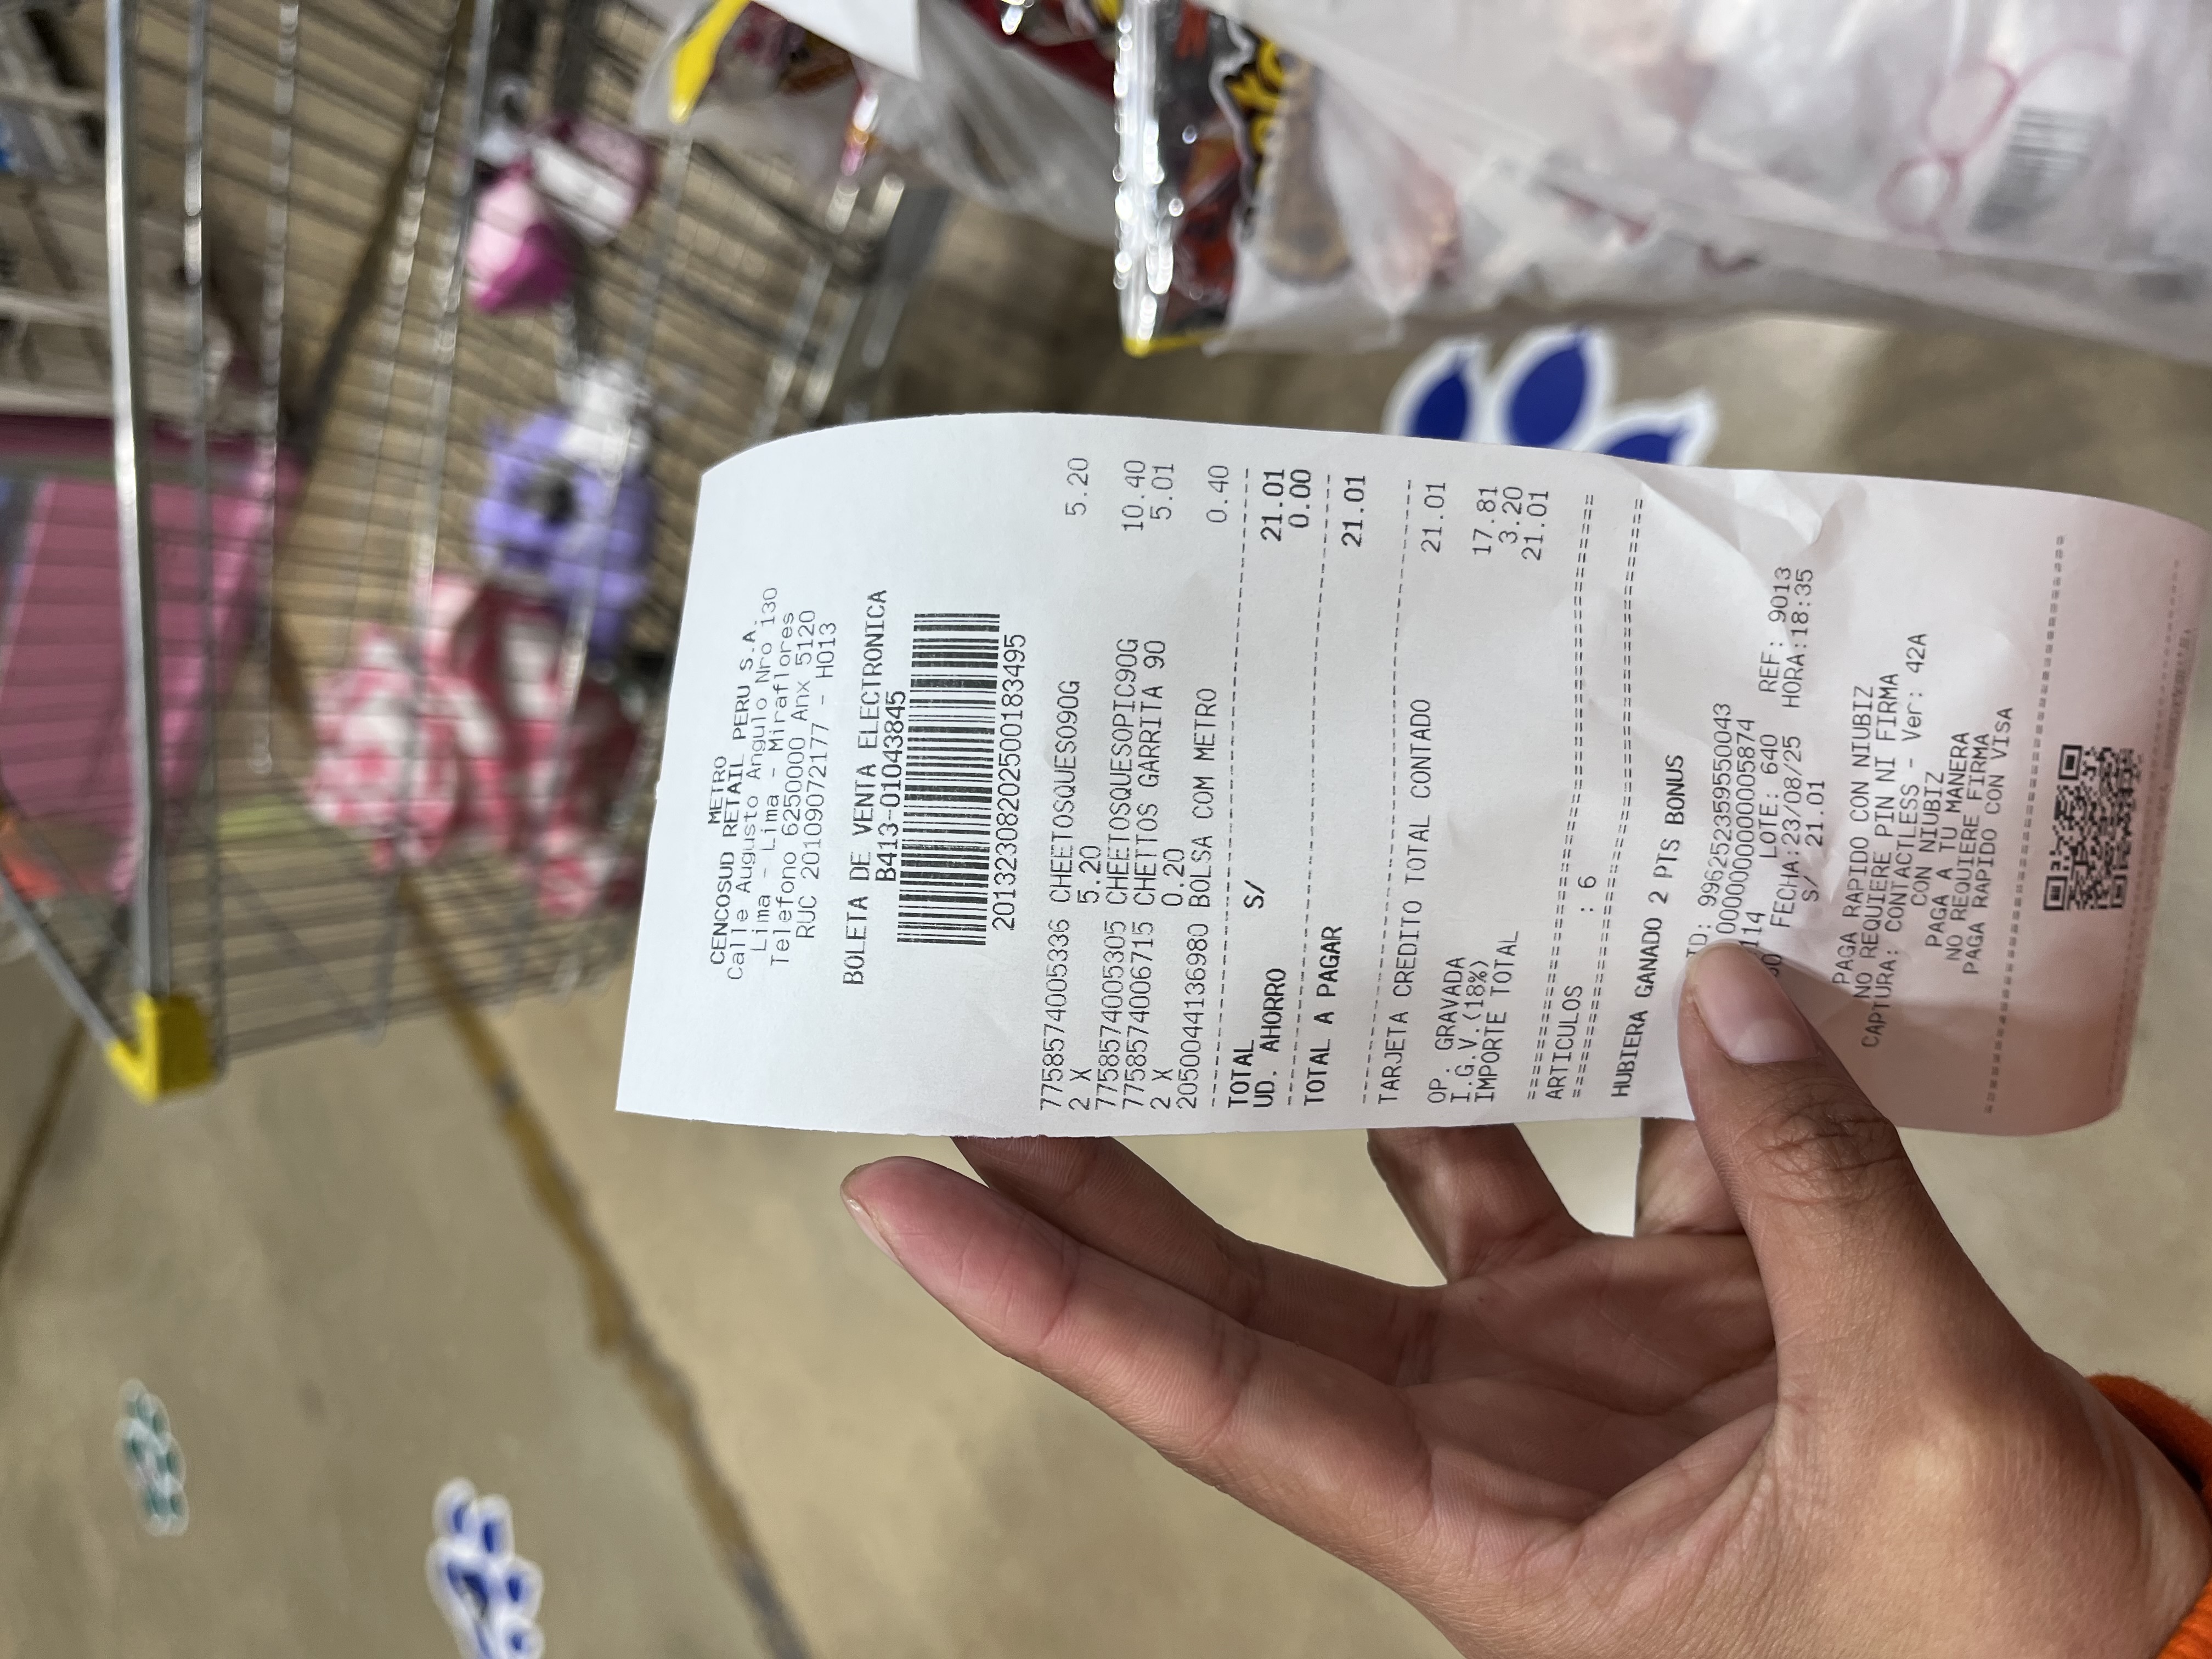 METRO
CENCOSUD RETAIL PERU S.A.
Calle Augusto Angulo Nro 130
Lima - Lima - Miraflores
Telefono 6250000 Anx 5120
RUC 20109072177 - H013
BOLETA DE VENTA ELECTRONICA
B413-01043845
20132308202500183495
7758574005336 CHEETOSQUESO90G 5.20
2 X 5.20
7758574005305 CHEETOSQUESOPIC90G 10.40
7758574006715 CHETTOS GARRITA 90 5.01
2 X 0.20
2050044136980 BOLSA COM METRO 0.40
--------------------------------
TOTAL S/ 21.01
UD. AHORRO 0.00
--------------------------------
TOTAL A PAGAR 21.01
--------------------------------
TARJETA CREDITO TOTAL CONTADO 21.01
OP. GRAVADA 17.81
I.G.V.(18%) 3.20
IMPORTE TOTAL 21.01
================================
ARTICULOS : 6
================================
HUBIERA GANADO 2 PTS BONUS
ID: 996252359550043
0000000000005874
114 LOTE: 640 REF: 9013
FECHA:23/08/25 HORA:18:35
S/ 21.01
PAGA RAPIDO CON NIUBIZ
NO REQUIERE PIN NI FIRMA
CAPTURA: CONTACTLESS - Ver: 42A
CON NIUBIZ
PAGA A TU MANERA
NO REQUIERE FIRMA
PAGA RAPIDO CON VISA
================================